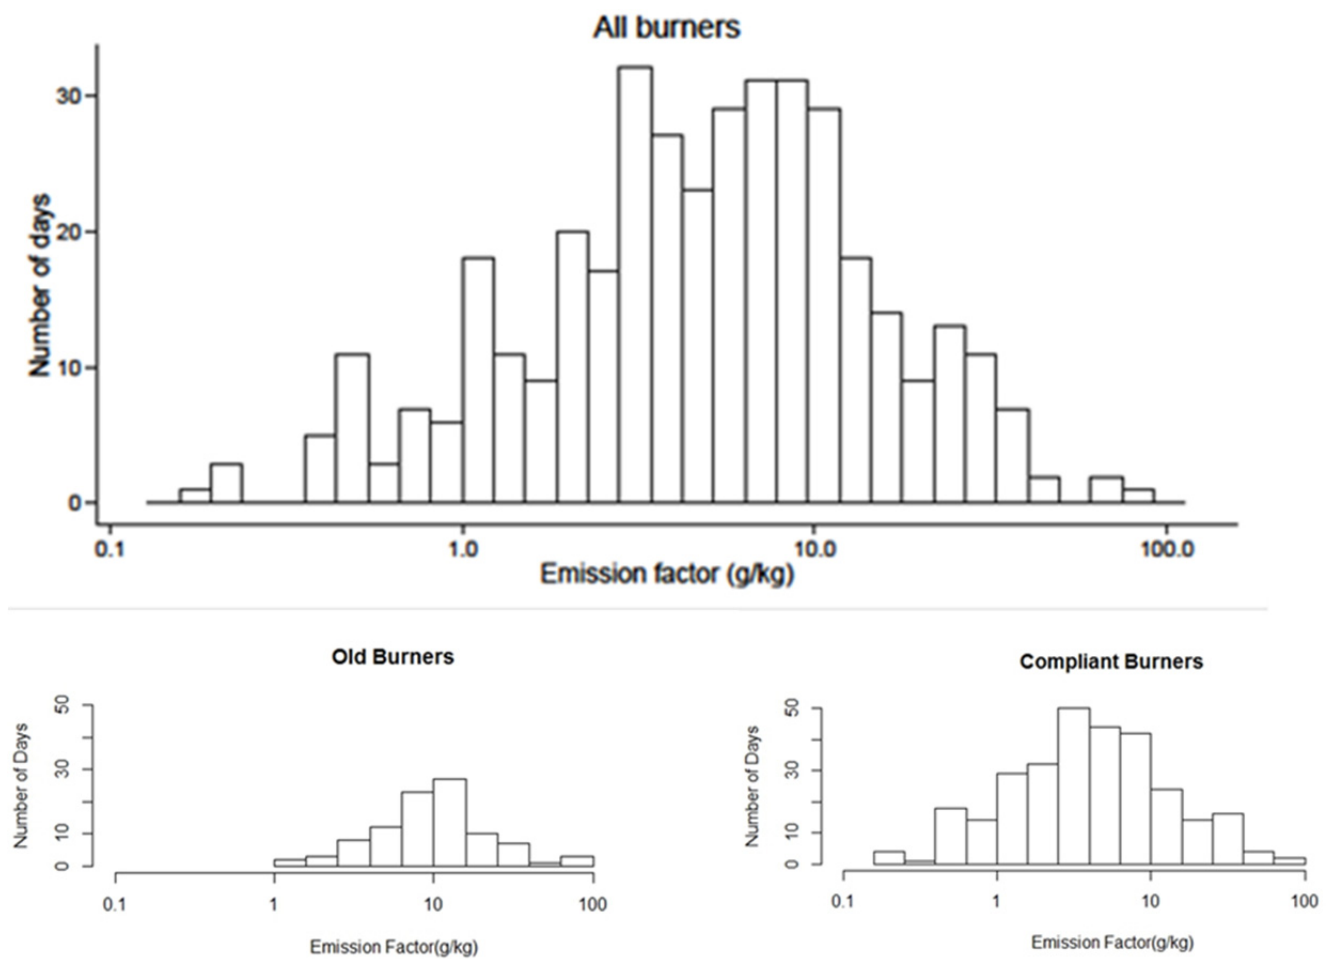 All burners
Number of days
30
20
10
0
0.1 1.0 10.0 100.0
Emission factor (g/kg)
Old Burners
Number of Days
50
30
10
0
0.1 1 10 100
Emission Factor(g/kg)
Compliant Burners
Number of Days
50
30
10
0
0.1 1 10 100
Emission Factor(g/kg)